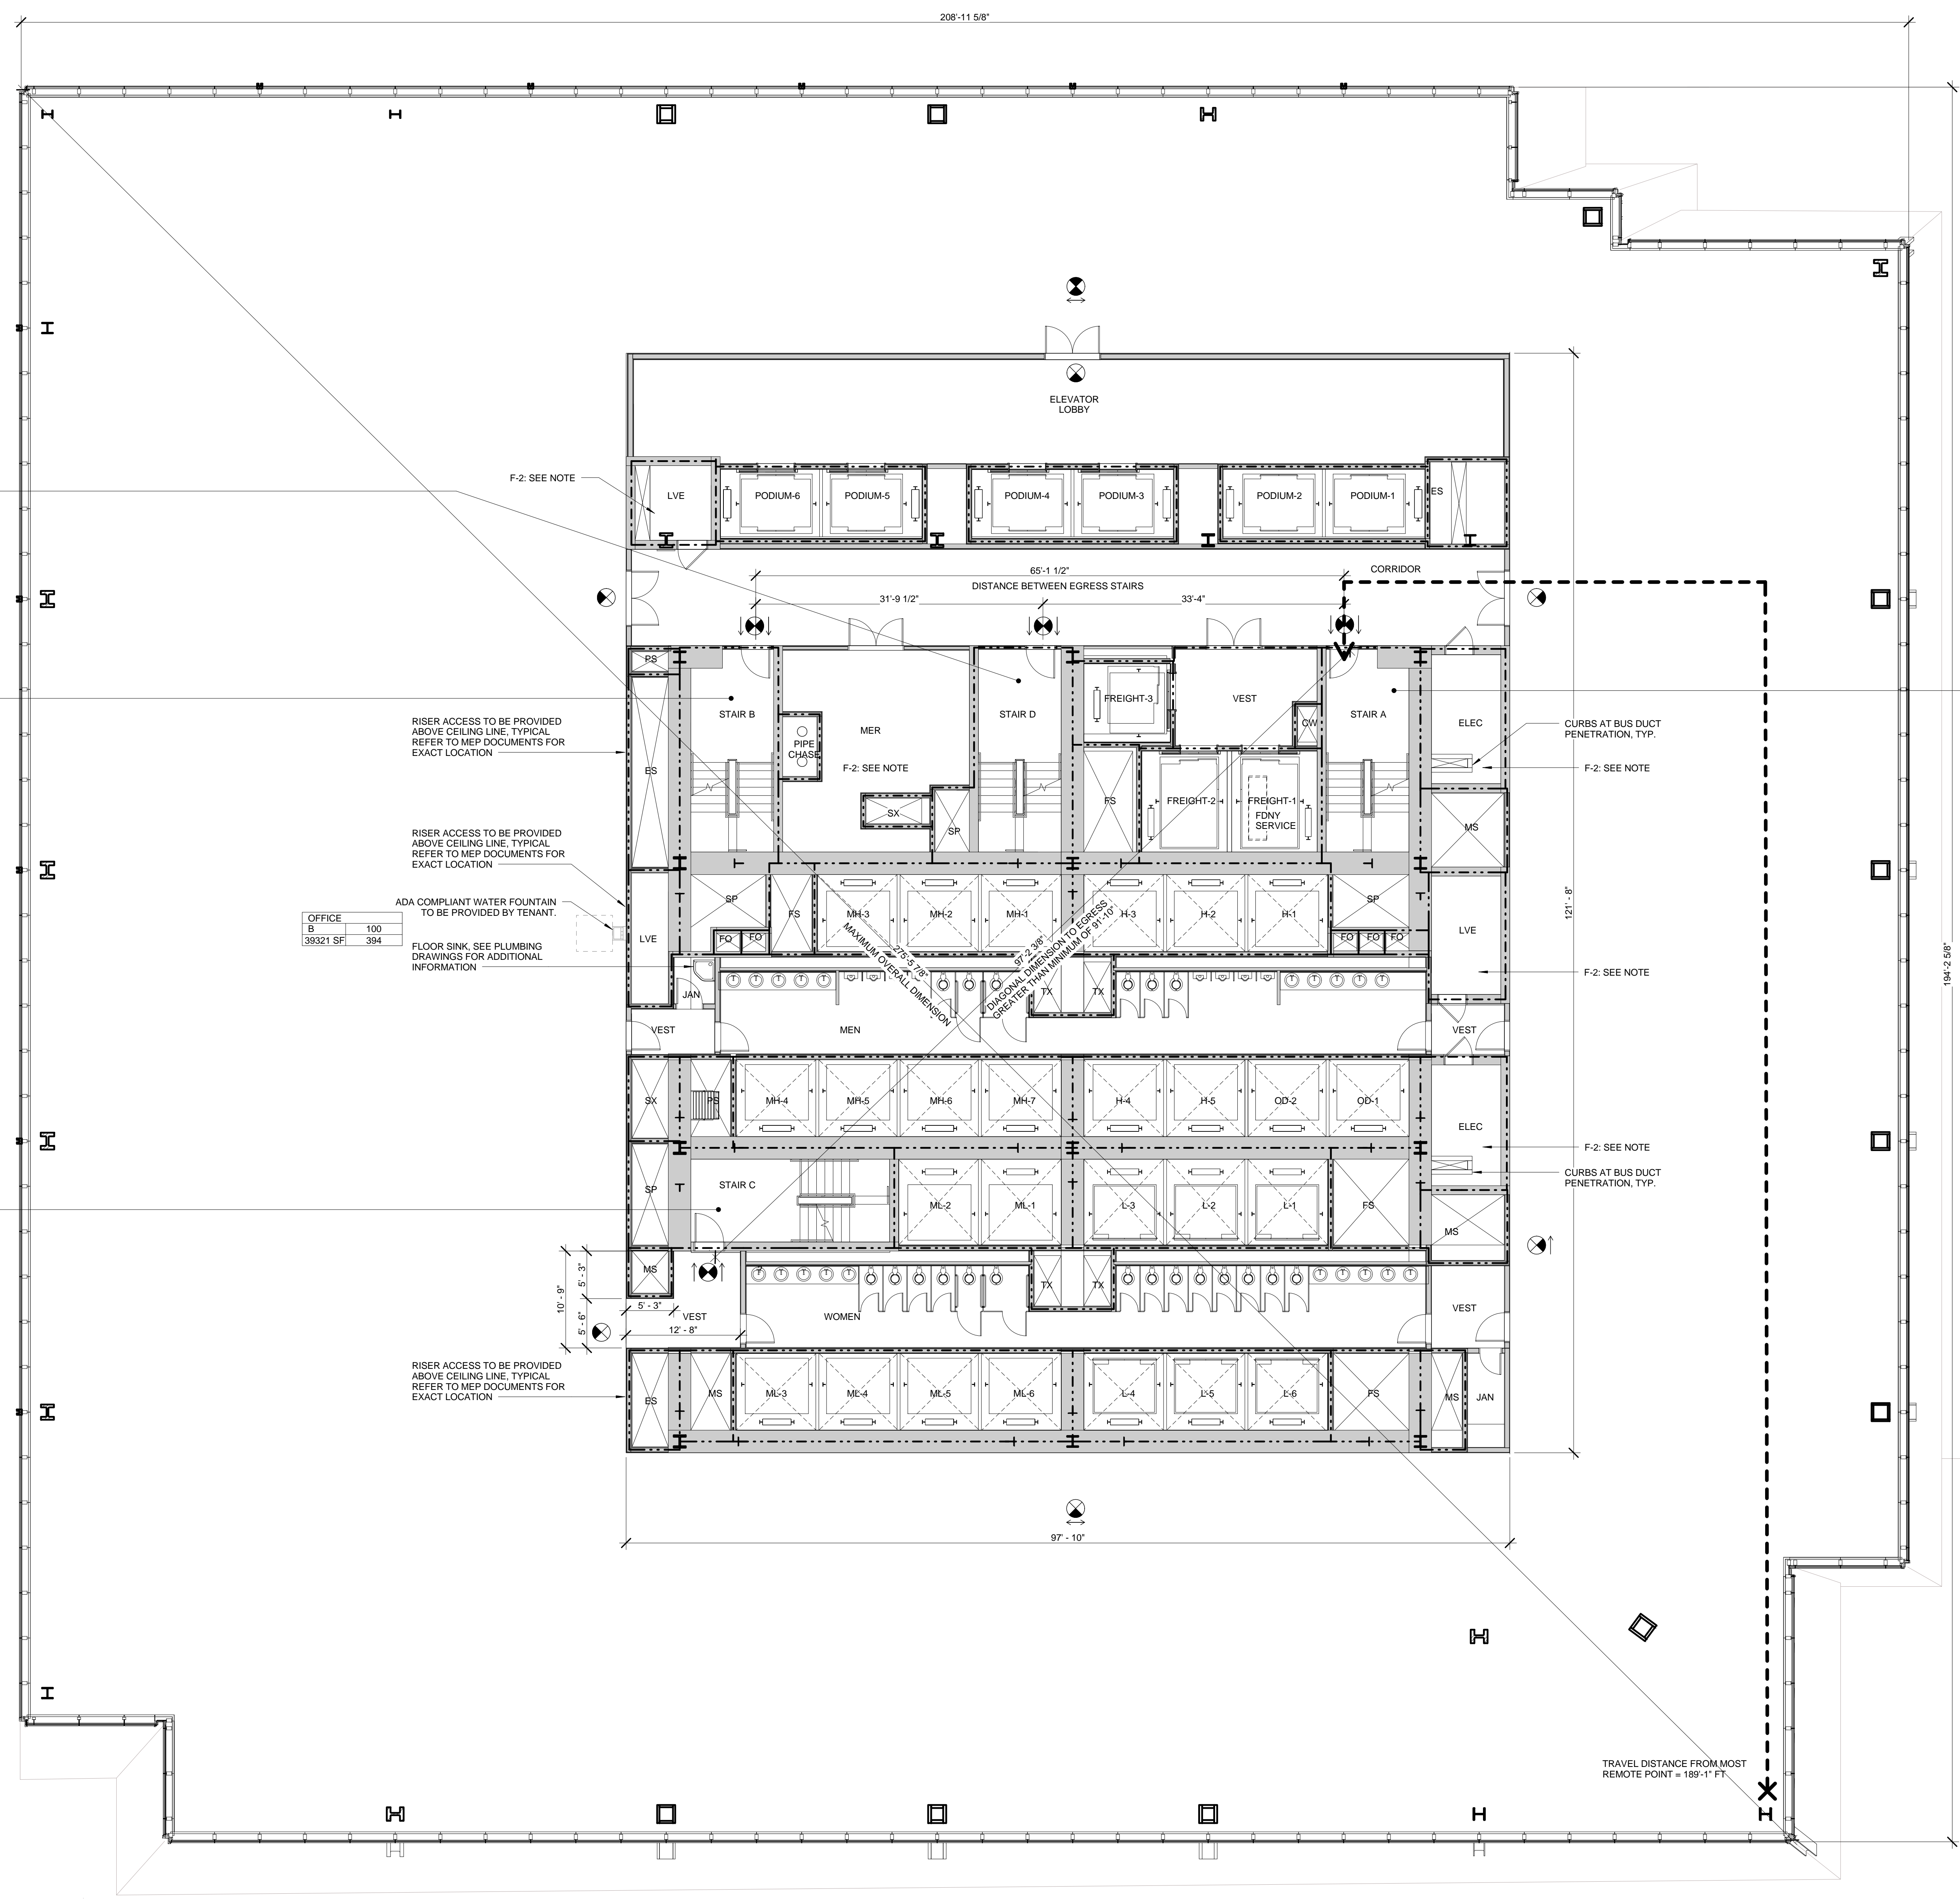 208'-11 5/8"
ELEVATOR
LOBBY
F-2: SEE NOTE
LVE
PODIUM-6
PODIUM-5
PODIUM-4
PODIUM-3
PODIUM-2
PODIUM-1
ES
65'-1 1/2"
DISTANCE BETWEEN EGRESS STAIRS
CORRIDOR
31'-9 1/2"
33'-4"
PS
STAIR B
MER
STAIR D
FREIGHT-3
VEST
STAIR A
CW
ELEC
CURBS AT BUS DUCT
PENETRATION, TYP.
RISER ACCESS TO BE PROVIDED
ABOVE CEILING LINE, TYPICAL
REFER TO MEP DOCUMENTS FOR
EXACT LOCATION
PIPE
CHASE
F-2: SEE NOTE
F-2: SEE NOTE
ES
SX
SP
FS
FREIGHT-2
FREIGHT-1
FDNY
SERVICE
MS
RISER ACCESS TO BE PROVIDED
ABOVE CEILING LINE, TYPICAL
REFER TO MEP DOCUMENTS FOR
EXACT LOCATION
121' - 8"
194'-2 5/8"
ADA COMPLIANT WATER FOUNTAIN
TO BE PROVIDED BY TENANT.
OFFICE
B 100
39321 SF 394
FLOOR SINK, SEE PLUMBING
DRAWINGS FOR ADDITIONAL
INFORMATION
LVE
SP
FS
MH-3
MH-2
MH-1
H-3
H-2
H-1
SP
LVE
FO
FO
FO
FO
FO
F-2: SEE NOTE
275'-5 7/8"
MAXIMUM OVERALL DIMENSION
97'-2 3/8"
DIAGONAL DIMENSION TO EGRESS
GREATER THAN MINIMUM OF 91'-10"
JAN
TX
TX
VEST
MEN
VEST
SX
PS
MH-4
MH-5
MH-6
MH-7
H-4
H-5
OD-2
OD-1
ELEC
F-2: SEE NOTE
CURBS AT BUS DUCT
PENETRATION, TYP.
SP
STAIR C
ML-2
ML-1
L-3
L-2
L-1
FS
MS
MS
TX
TX
10' - 9"
5' - 3"
5' - 6"
5' - 3"
VEST
12' - 8"
WOMEN
VEST
RISER ACCESS TO BE PROVIDED
ABOVE CEILING LINE, TYPICAL
REFER TO MEP DOCUMENTS FOR
EXACT LOCATION
ES
MS
ML-3
ML-4
ML-5
ML-6
L-4
L-5
L-6
FS
MS
JAN
97' - 10"
TRAVEL DISTANCE FROM MOST
REMOTE POINT = 189'-1" FT